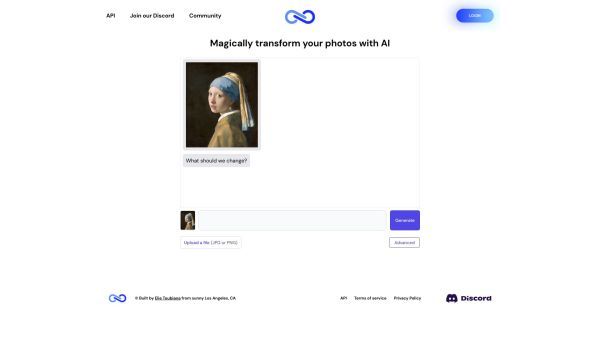 API Join our Discord Community
LOGIN
Magically transform your photos with AI
What should we change?
Generate
Upload a file (JPG or PNG)
Advanced
© Built by Elie Toubiana from sunny Los Angeles, CA
API Terms of service Privacy Policy
Discord